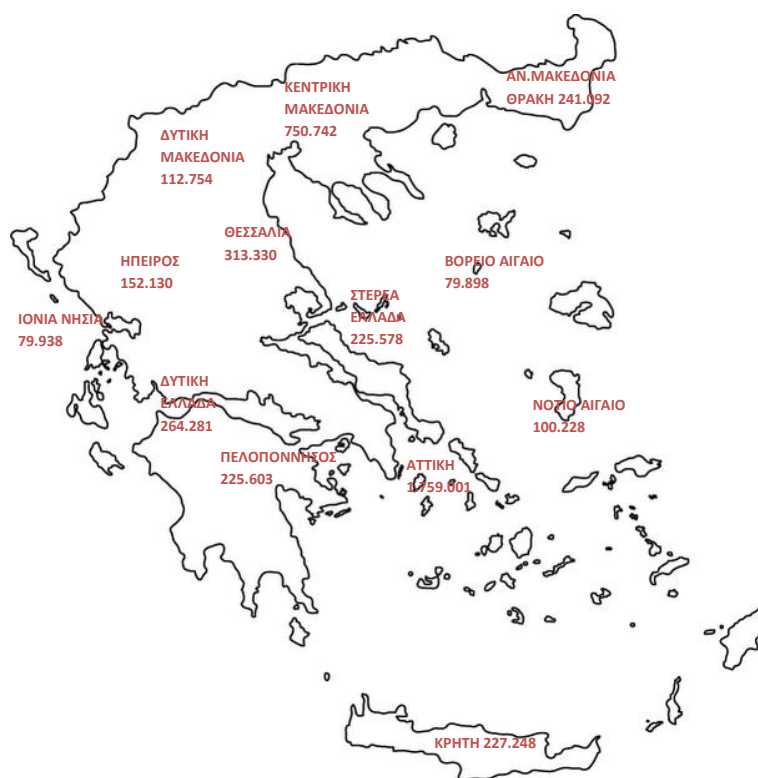 ΑΝ.ΜΑΚΕΔΟΝΙΑ
ΘΡΑΚΗ 241.092
ΚΕΝΤΡΙΚΗ
ΜΑΚΕΔΟΝΙΑ
750.742
ΔΥΤΙΚΗ
ΜΑΚΕΔΟΝΙΑ
112.754
ΘΕΣΣΑΛΙΑ
313.330
ΗΠΕΙΡΟΣ
152.130
ΒΟΡΕΙΟ ΑΙΓΑΙΟ
79.898
ΣΤΕΡΕΑ
ΕΛΛΑΔΑ
225.578
ΙΟΝΙΑ ΝΗΣΙΑ
79.938
ΔΥΤΙΚΗ
ΕΛΛΑΔΑ
264.281
ΝΟΤΙΟ ΑΙΓΑΙΟ
100.228
ΠΕΛΟΠΟΝΝΗΣΟΣ
225.603
ΑΤΤΙΚΗ
1.759.001
ΚΡΗΤΗ 227.248